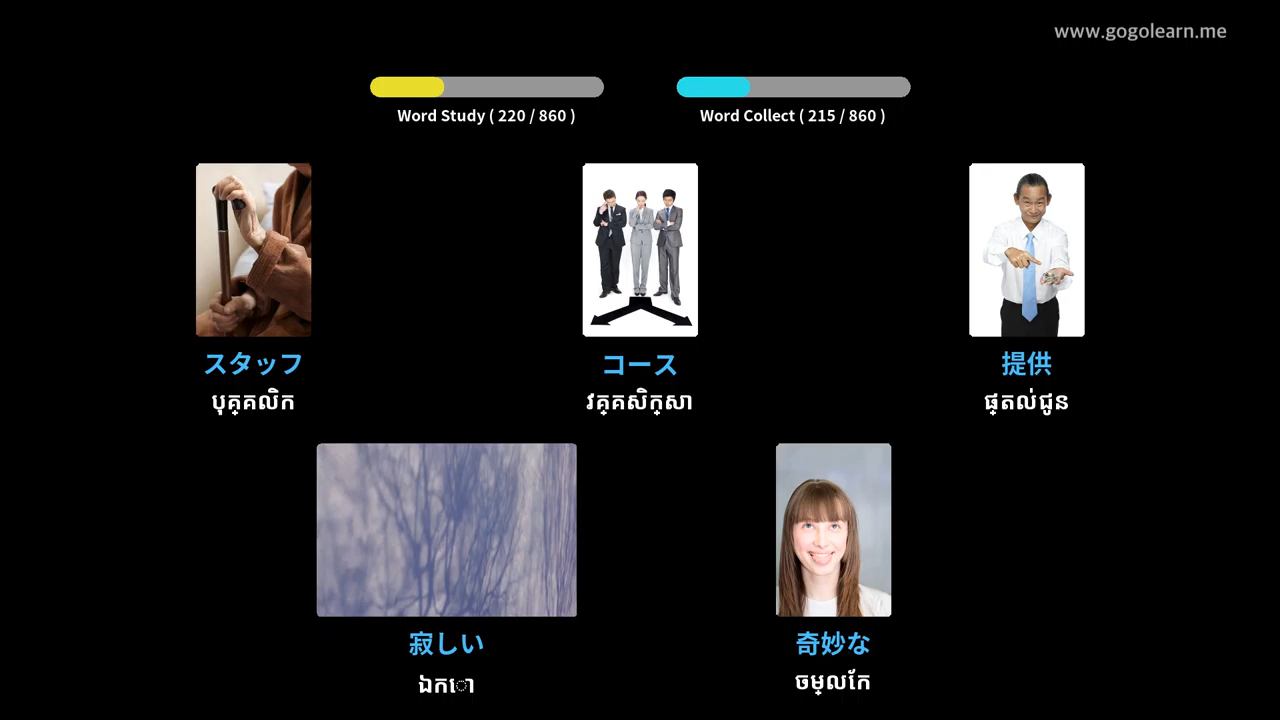 www.gogolearn.me
Word Study ( 220 / 860 )
Word Collect ( 215 / 860 )
スタッフ
បុគ្គលិក
コース
វគ្គសិក្សា
提供
ផ្តល់ជូន
寂しい
ឯកោ
奇妙な
ចម្លកែ